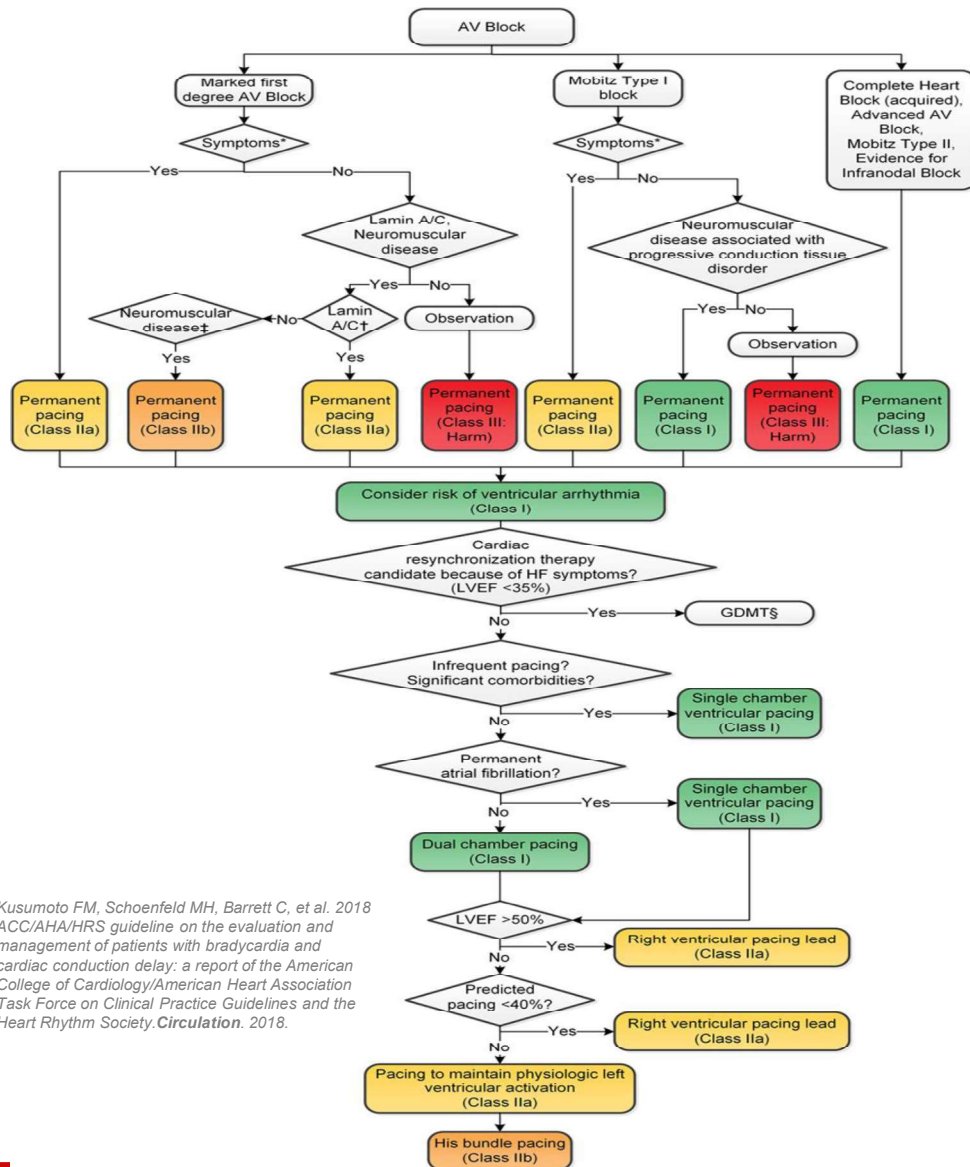 AV Block
Marked first
degree AV Block
Mobitz Type I
block
Complete Heart
Block (acquired),
Advanced AV
Block,
Mobitz Type II,
Evidence for
Infranodal Block
Symptoms*
Symptoms*
Yes
No
Yes
No
Lamin A/C,
Neuromuscular
disease
Neuromuscular
disease associated with
progressive conduction tissue
disorder
Yes
No
Yes
No
Neuromuscular
disease‡
No
Lamin
A/C†
Observation
Observation
Yes
Yes
Permanent
pacing
(Class IIa)
Permanent
pacing
(Class IIb)
Permanent
pacing
(Class IIa)
Permanent
pacing
(Class III:
Harm)
Permanent
pacing
(Class IIa)
Permanent
pacing
(Class I)
Permanent
pacing
(Class III:
Harm)
Permanent
pacing
(Class I)
Consider risk of ventricular arrhythmia
(Class I)
Cardiac
resynchronization therapy
candidate because of HF symptoms?
(LVEF <35%)
Yes
GDMT§
No
Infrequent pacing?
Significant comorbidities?
Yes
Single chamber
ventricular pacing
(Class I)
No
Permanent
atrial fibrillation?
Yes
Single chamber
ventricular pacing
(Class I)
No
Dual chamber pacing
(Class I)
LVEF >50%
Yes
Right ventricular pacing lead
(Class IIa)
No
Predicted
pacing <40%?
Yes
Right ventricular pacing lead
(Class IIa)
No
Pacing to maintain physiologic left
ventricular activation
(Class IIa)
His bundle pacing
(Class IIb)
Kusumoto FM, Schoenfeld MH, Barrett C, et al. 2018
ACC/AHA/HRS guideline on the evaluation and
management of patients with bradycardia and
cardiac conduction delay: a report of the American
College of Cardiology/American Heart Association
Task Force on Clinical Practice Guidelines and the
Heart Rhythm Society.Circulation. 2018.